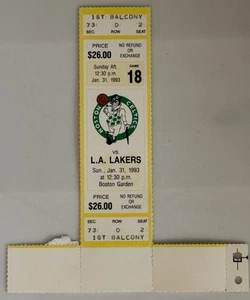 1ST BALCONY
73 D 2
SEC ROW SEAT
PRICE NO REFUND
$26.00 OR EXCHANGE
Sunday Aft. GAME
12:30 p.m. 18
Jan. 31, 1993
BOSTON CELTICS
VS.
L.A. LAKERS
Sun., Jan. 31, 1993
at 12:30 p.m.
Boston Garden
PRICE NO REFUND
$26.00 OR EXCHANGE
SEC ROW SEAT
73 D 2
1ST BALCONY